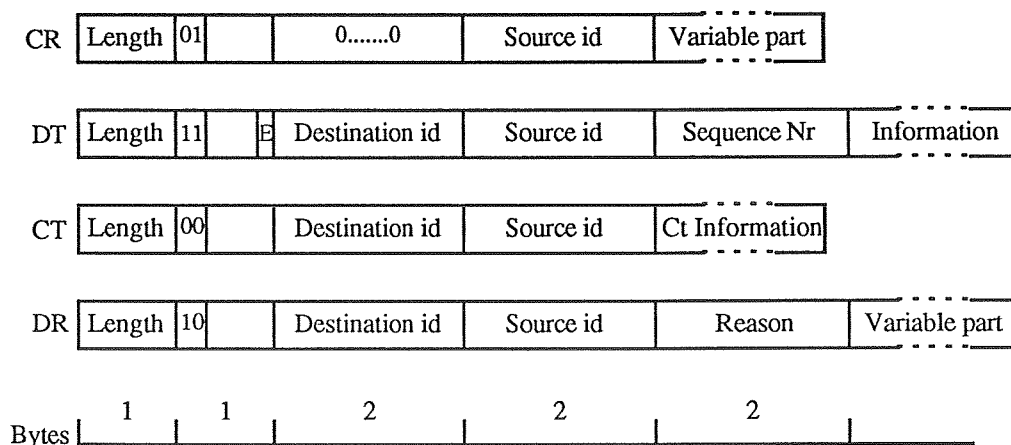 CR Length 01 0.......0 Source id Variable part
DT Length 11 E Destination id Source id Sequence Nr Information
CT Length 00 Destination id Source id Ct Information
DR Length 10 Destination id Source id Reason Variable part
1 1 2 2 2
Bytes